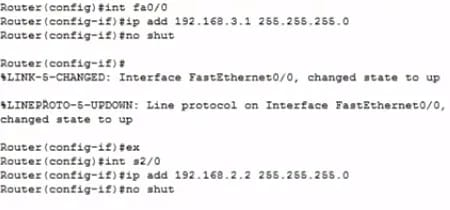 Router(config)#int fa0/0
Router(config-if)#ip add 192.168.3.1 255.255.255.0
Router(config-if)#no shut
Router(config-if)#
%LINK-5-CHANGED: Interface FastEthernet0/0, changed state to up
%LINEPROTO-5-UPDOWN: Line protocol on Interface FastEthernet0/0,
changed state to up
Router(config-if)#ex
Router(config)#int s2/0
Router(config-if)#ip add 192.168.2.2 255.255.255.0
Router(config-if)#no shut